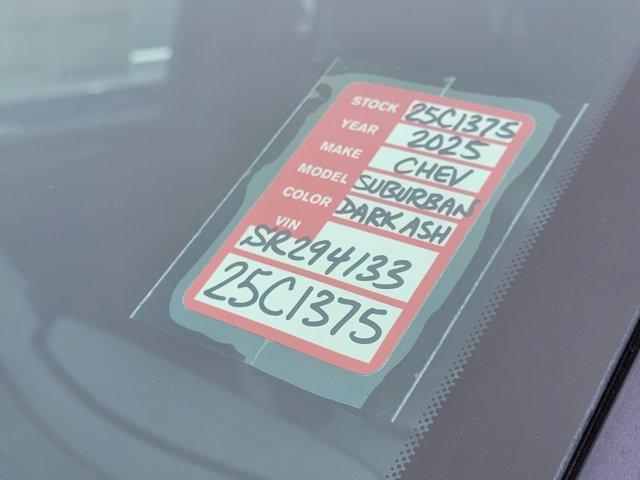 STOCK 25C1375
YEAR 2025
MAKE CHEV
MODEL SUBURBAN
COLOR DARK ASH
VIN
SR294133
25C1375